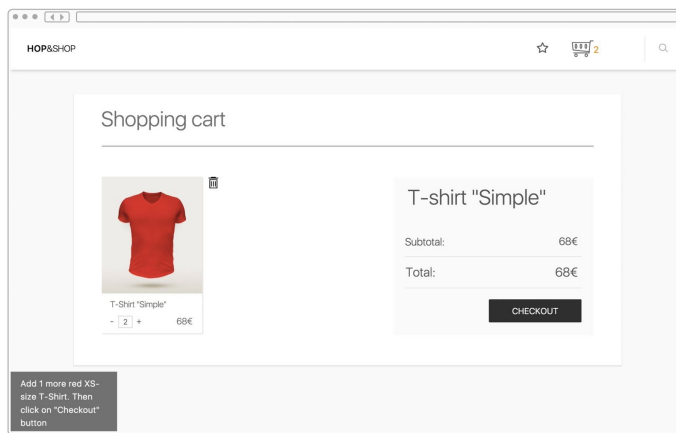 HOP&SHOP
2
Shopping cart
T-Shirt "Simple"
- 2 + 68€
T-shirt "Simple"
Subtotal: 68€
Total: 68€
CHECKOUT
Add 1 more red XS-
size T-Shirt. Then
click on "Checkout"
button